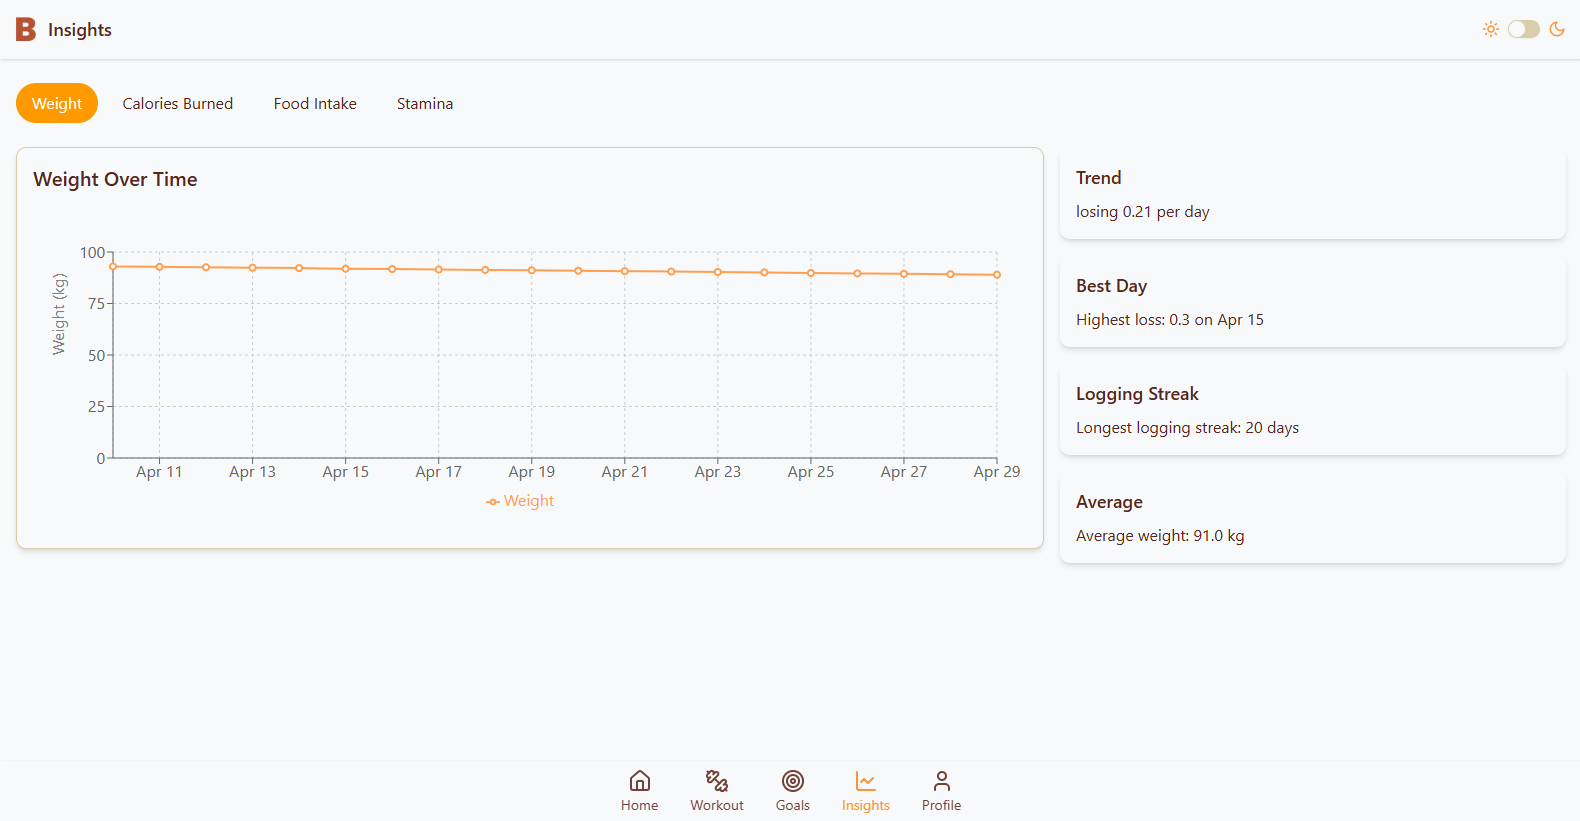 B Insights
Weight Calories Burned Food Intake Stamina
Weight Over Time
100
75
50
25
0
Weight (kg)
Apr 11 Apr 13 Apr 15 Apr 17 Apr 19 Apr 21 Apr 23 Apr 25 Apr 27 Apr 29
Weight
Trend
losing 0.21 per day
Best Day
Highest loss: 0.3 on Apr 15
Logging Streak
Longest logging streak: 20 days
Average
Average weight: 91.0 kg
Home Workout Goals Insights Profile